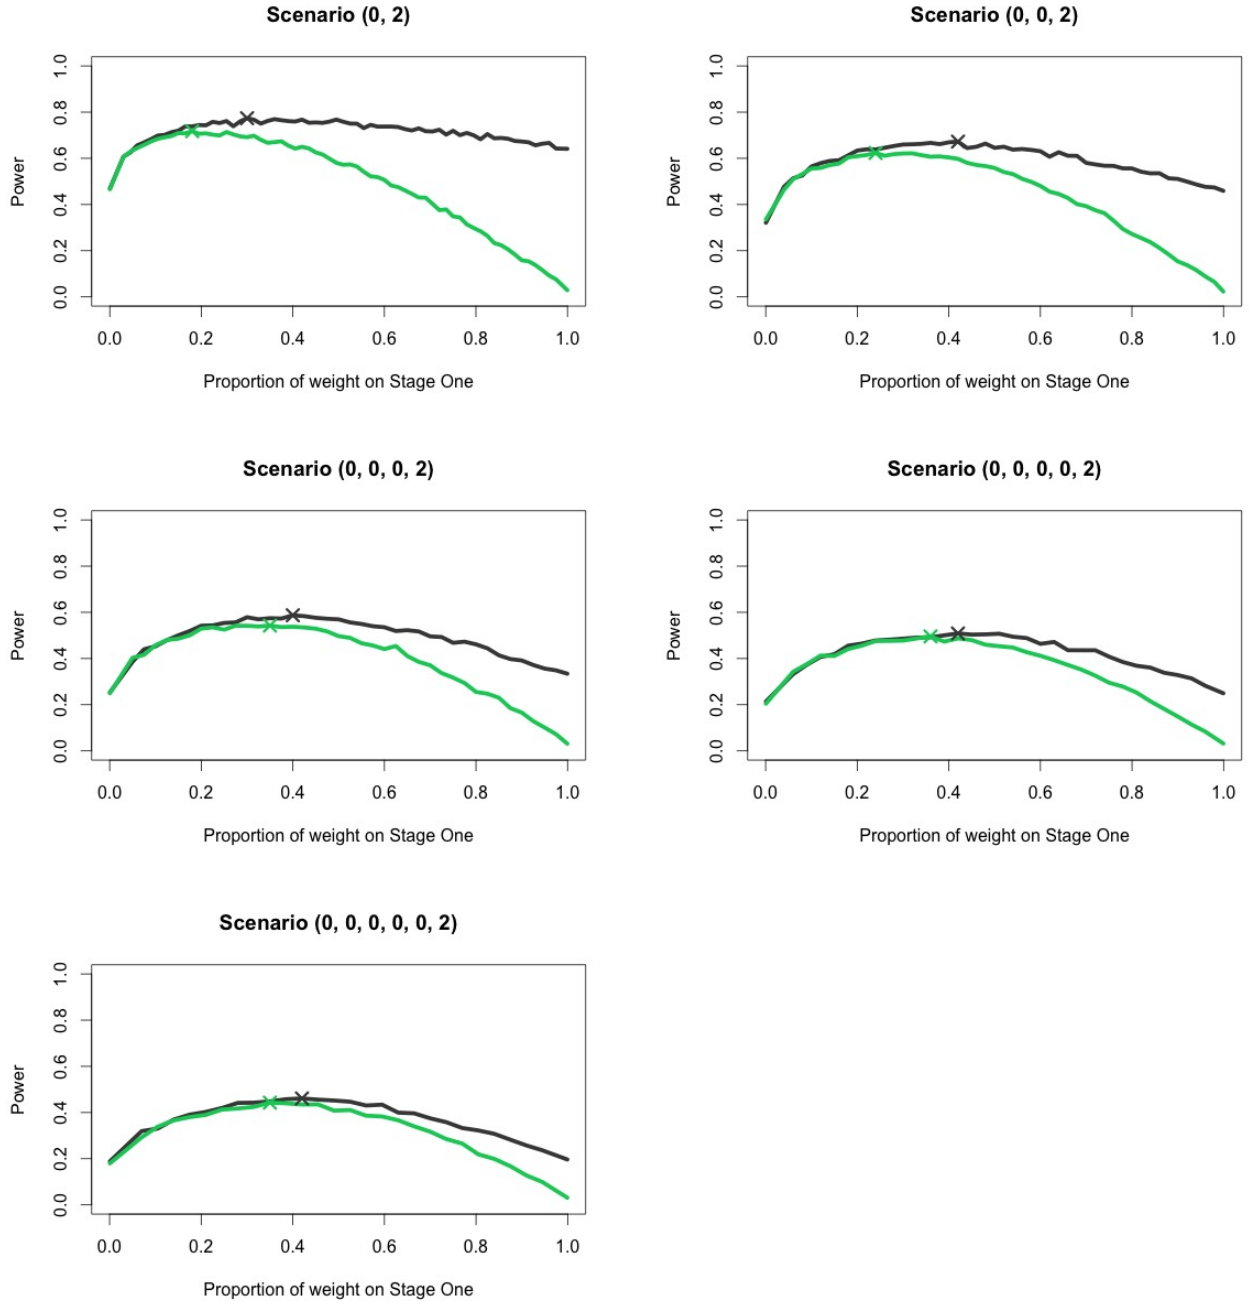 Scenario (0, 2)
Power
0.0 0.2 0.4 0.6 0.8 1.0
0.0 0.2 0.4 0.6 0.8 1.0
Proportion of weight on Stage One
Scenario (0, 0, 2)
Power
0.0 0.2 0.4 0.6 0.8 1.0
0.0 0.2 0.4 0.6 0.8 1.0
Proportion of weight on Stage One
Scenario (0, 0, 0, 2)
Power
0.0 0.2 0.4 0.6 0.8 1.0
0.0 0.2 0.4 0.6 0.8 1.0
Proportion of weight on Stage One
Scenario (0, 0, 0, 0, 2)
Power
0.0 0.2 0.4 0.6 0.8 1.0
0.0 0.2 0.4 0.6 0.8 1.0
Proportion of weight on Stage One
Scenario (0, 0, 0, 0, 0, 2)
Power
0.0 0.2 0.4 0.6 0.8 1.0
0.0 0.2 0.4 0.6 0.8 1.0
Proportion of weight on Stage One